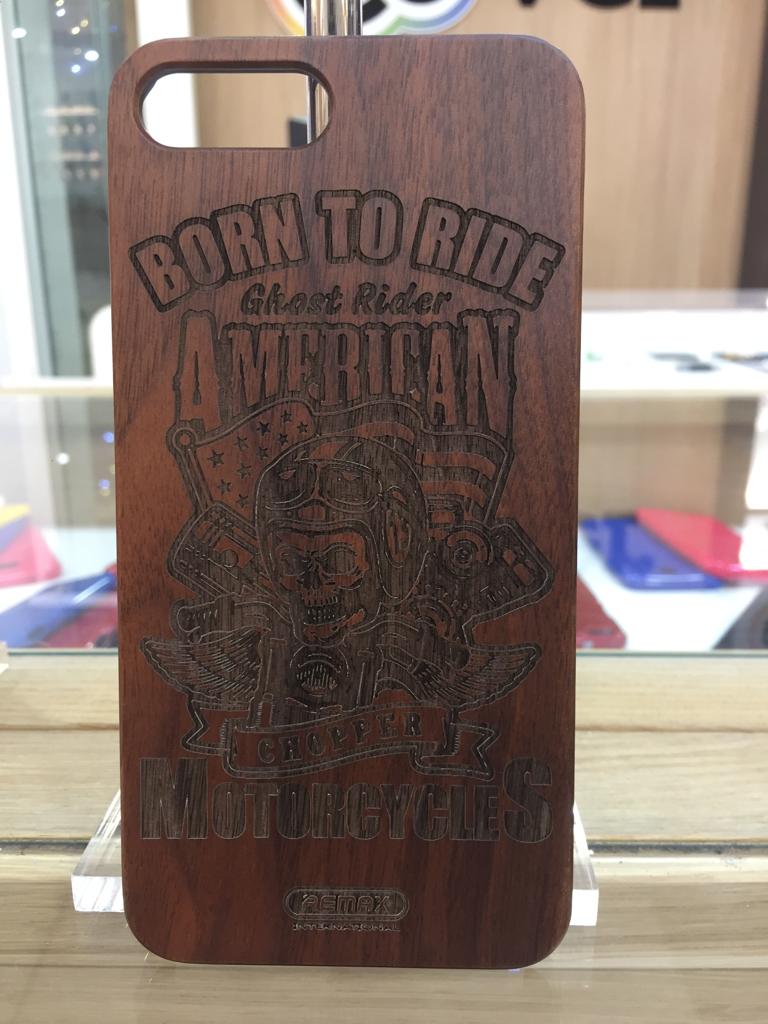 BORN TO RIDE
Ghost Rider
AMERICAN
CHOPPER
MOTORCYCLES
REMAX
INTERNATIONAL